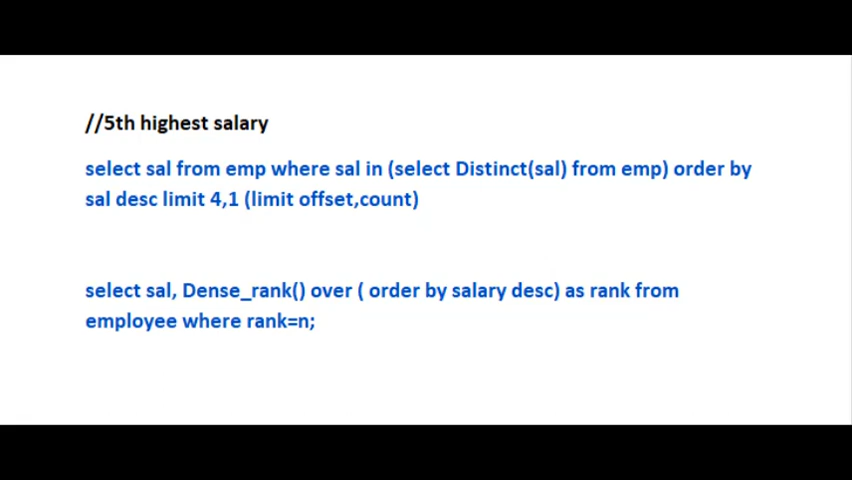 //5th highest salary
select sal from emp where sal in (select Distinct(sal) from emp) order by
sal desc limit 4,1 (limit offset,count)
select sal, Dense_rank() over ( order by salary desc) as rank from
employee where rank=n;